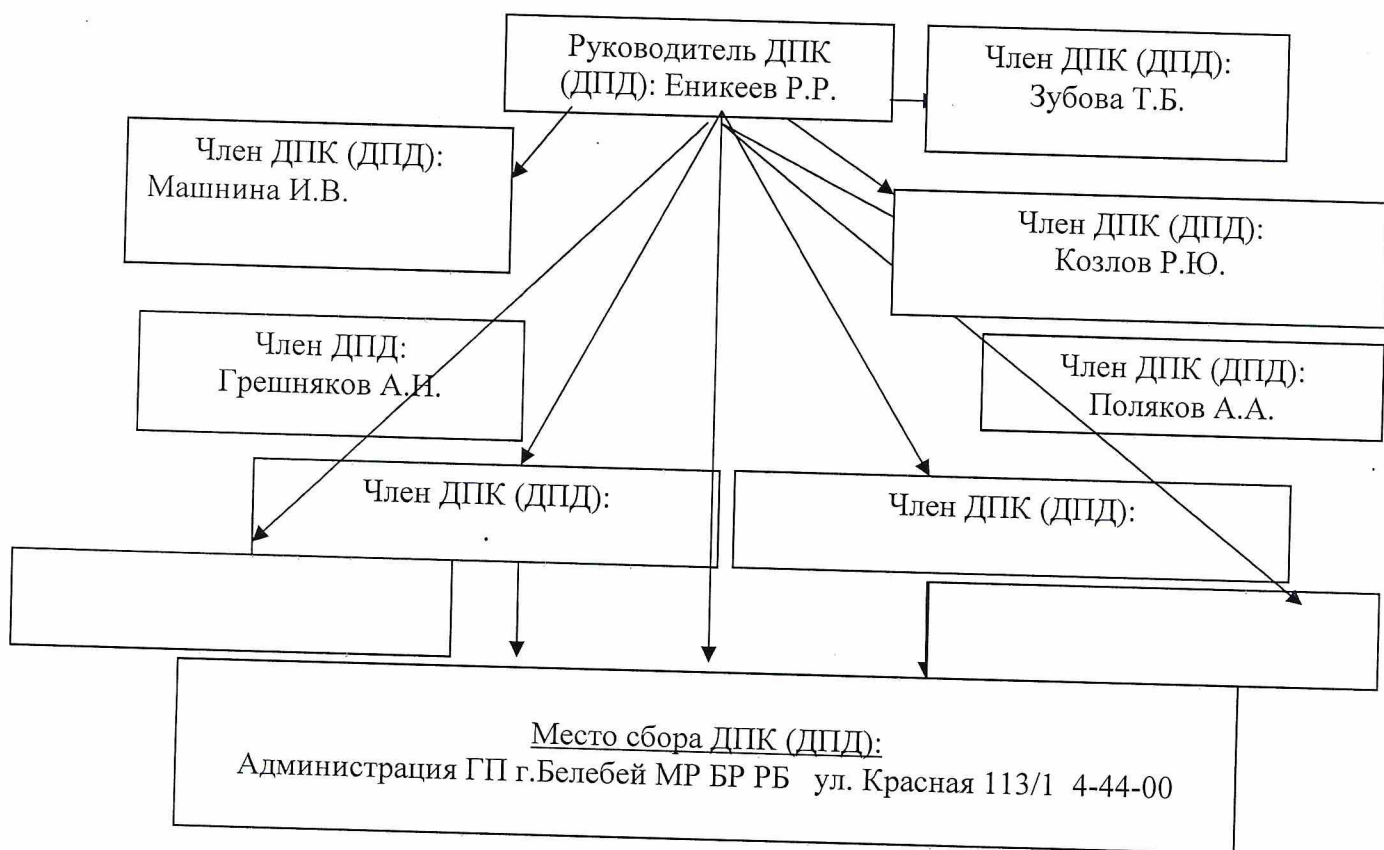 Руководитель ДПК
(ДПД): Еникеев Р.Р.
Член ДПК (ДПД):
Зубова Т.Б.
Член ДПК (ДПД):
Машнина И.В.
Член ДПК (ДПД):
Козлов Р.Ю.
Член ДПД:
Грешняков А.Н.
Член ДПК (ДПД):
Поляков А.А.
Член ДПК (ДПД):
Член ДПК (ДПД):
Место сбора ДПК (ДПД):
Администрация ГП г.Белебей МР БР РБ ул. Красная 113/1 4-44-00